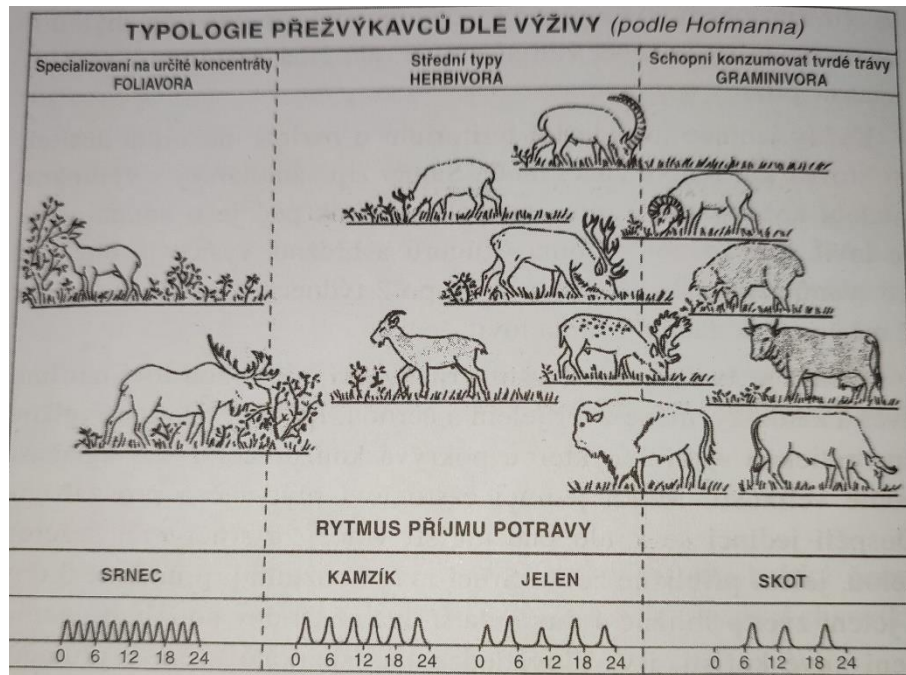 TYPOLOGIE PŘEŽVÝKAVCŮ DLE VÝŽIVY (podle Hofmanna)
Specializovaní na určité koncentráty
FOLIAVORA
Střední typy
HERBIVORA
Schopni konzumovat tvrdé trávy
GRAMINIVORA
RYTMUS PŘÍJMU POTRAVY
SRNEC
KAMZÍK
JELEN
SKOT
0 6 12 18 24
0 6 12 18 24
0 6 12 18 24
0 6 12 18 24